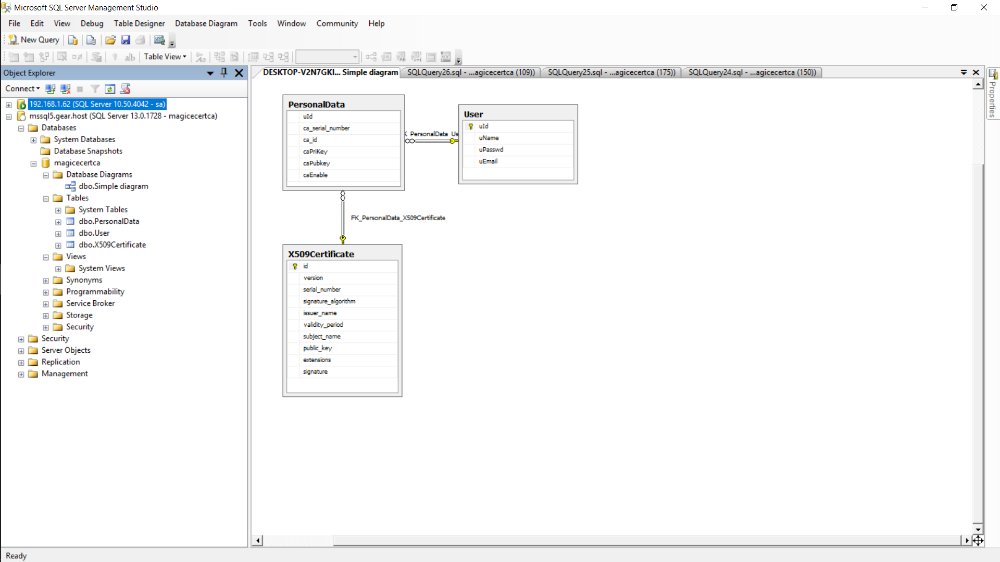 Microsoft SQL Server Management Studio
File Edit View Debug Table Designer Database Diagram Tools Window Community Help
New Query
Table View
Object Explorer
Connect
192.168.1.62 (SQL Server 10.50.4042 - sa)
mssql5.gear.host (SQL Server 13.0.1728 - magicecertca)
Databases
System Databases
Database Snapshots
magicecertca
Database Diagrams
dbo.Simple diagram
Tables
System Tables
dbo.PersonalData
dbo.User
dbo.X509Certificate
Views
System Views
Synonyms
Programmability
Service Broker
Storage
Security
Security
Server Objects
Replication
Management
DESKTOP-V2N7GKI... Simple diagram
SQLQuery26.sql - ...agicecertca (109))
SQLQuery25.sql - ...agicecertca (175))
SQLQuery24.sql - ...agicecertca (150))
PersonalData
uId
ca_serial_number
ca_id
caPriKey
caPubkey
caEnable
PersonalData_Us
User
uId
uName
uPasswd
uEmail
FK_PersonalData_X509Certificate
X509Certificate
id
version
serial_number
signature_algorithm
issuer_name
validity_period
subject_name
public_key
extensions
signature
Properties
Ready